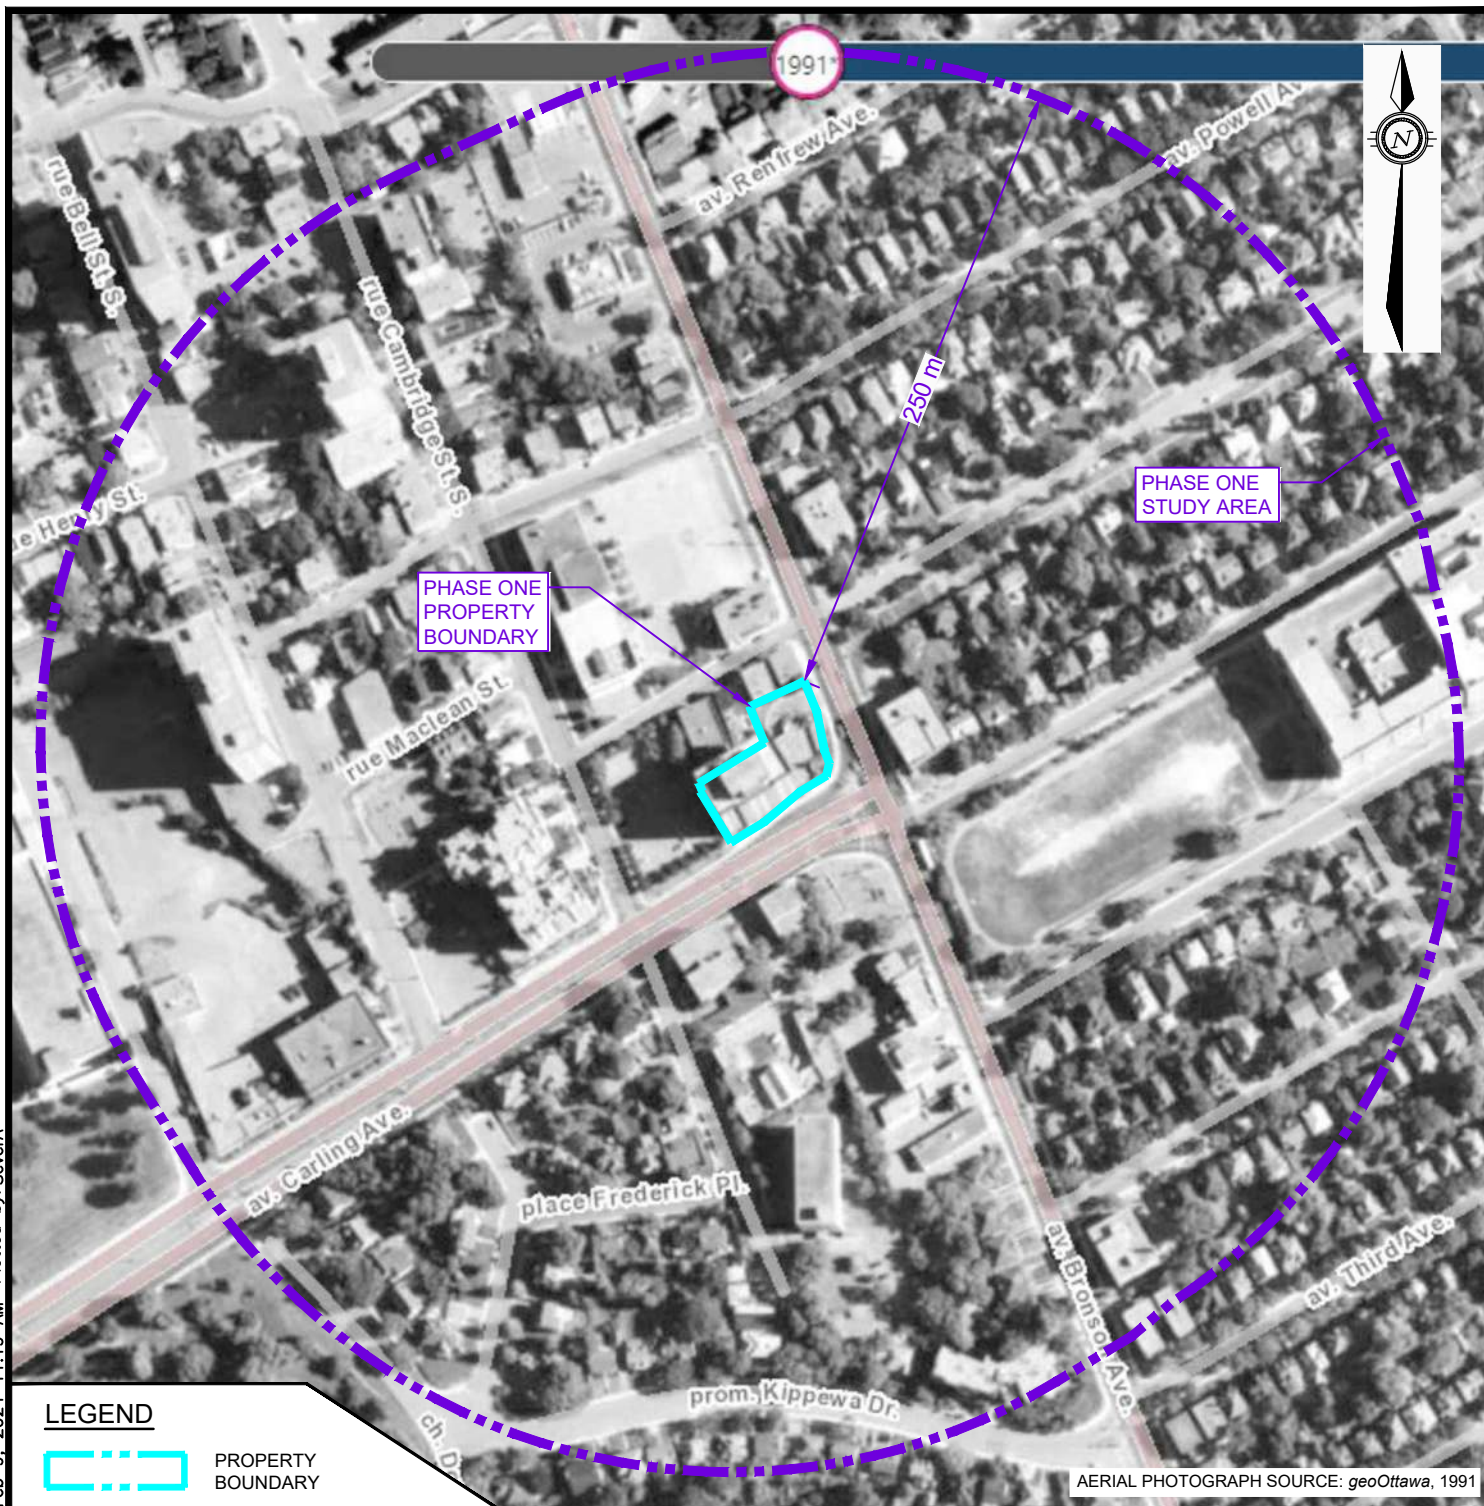 1991*
N
rue Bell St. S.
av. Renfrew Ave.
av. Powell Av
rue Cambridge St. S.
250 m
PHASE ONE
STUDY AREA
ue Henry St.
PHASE ONE
PROPERTY
BOUNDARY
rue Maclean St.
av. Carling Ave.
place Frederick Pl.
av. Bronson Ave.
av. Third Ave.
prom. Kippewa Dr.
ch. D
LEGEND
PROPERTY
BOUNDARY
AERIAL PHOTOGRAPH SOURCE: geoOttawa, 1991